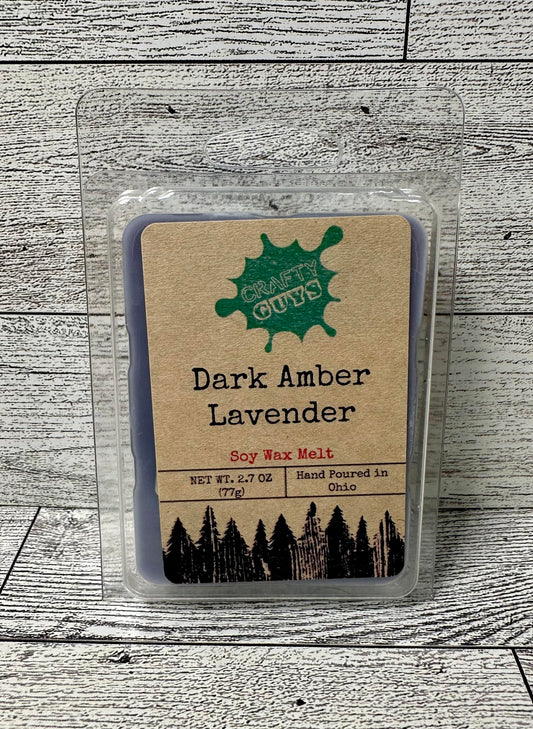 CRAFTY
GUYS
Dark Amber
Lavender
Soy Wax Melt
NET WT. 2.7 OZ
(77g)
Hand Poured in
Ohio